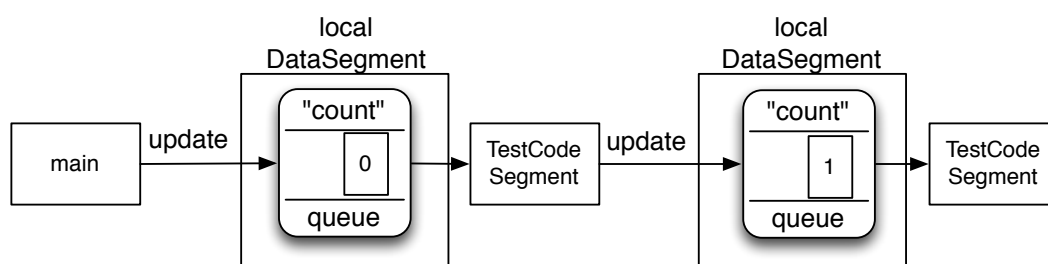 local
DataSegment
"count"
0
queue
main
update
TestCode
Segment
update
local
DataSegment
"count"
1
queue
TestCode
Segment